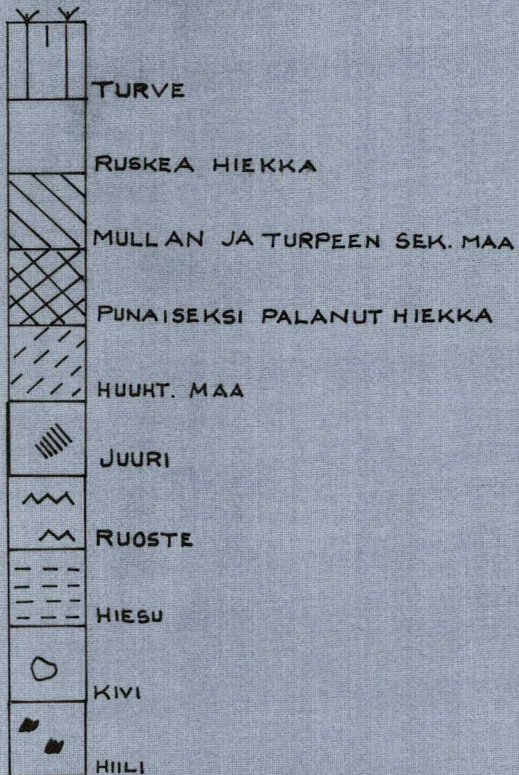 TURVE
RUSKEA HIEKKA
MULLAN JA TURPEEN SEK. MAA
PUNAISEKSI PALANUT HIEKKA
HUUHT. MAA
JUURI
RUOSTE
HIESU
KIVI
HIILI